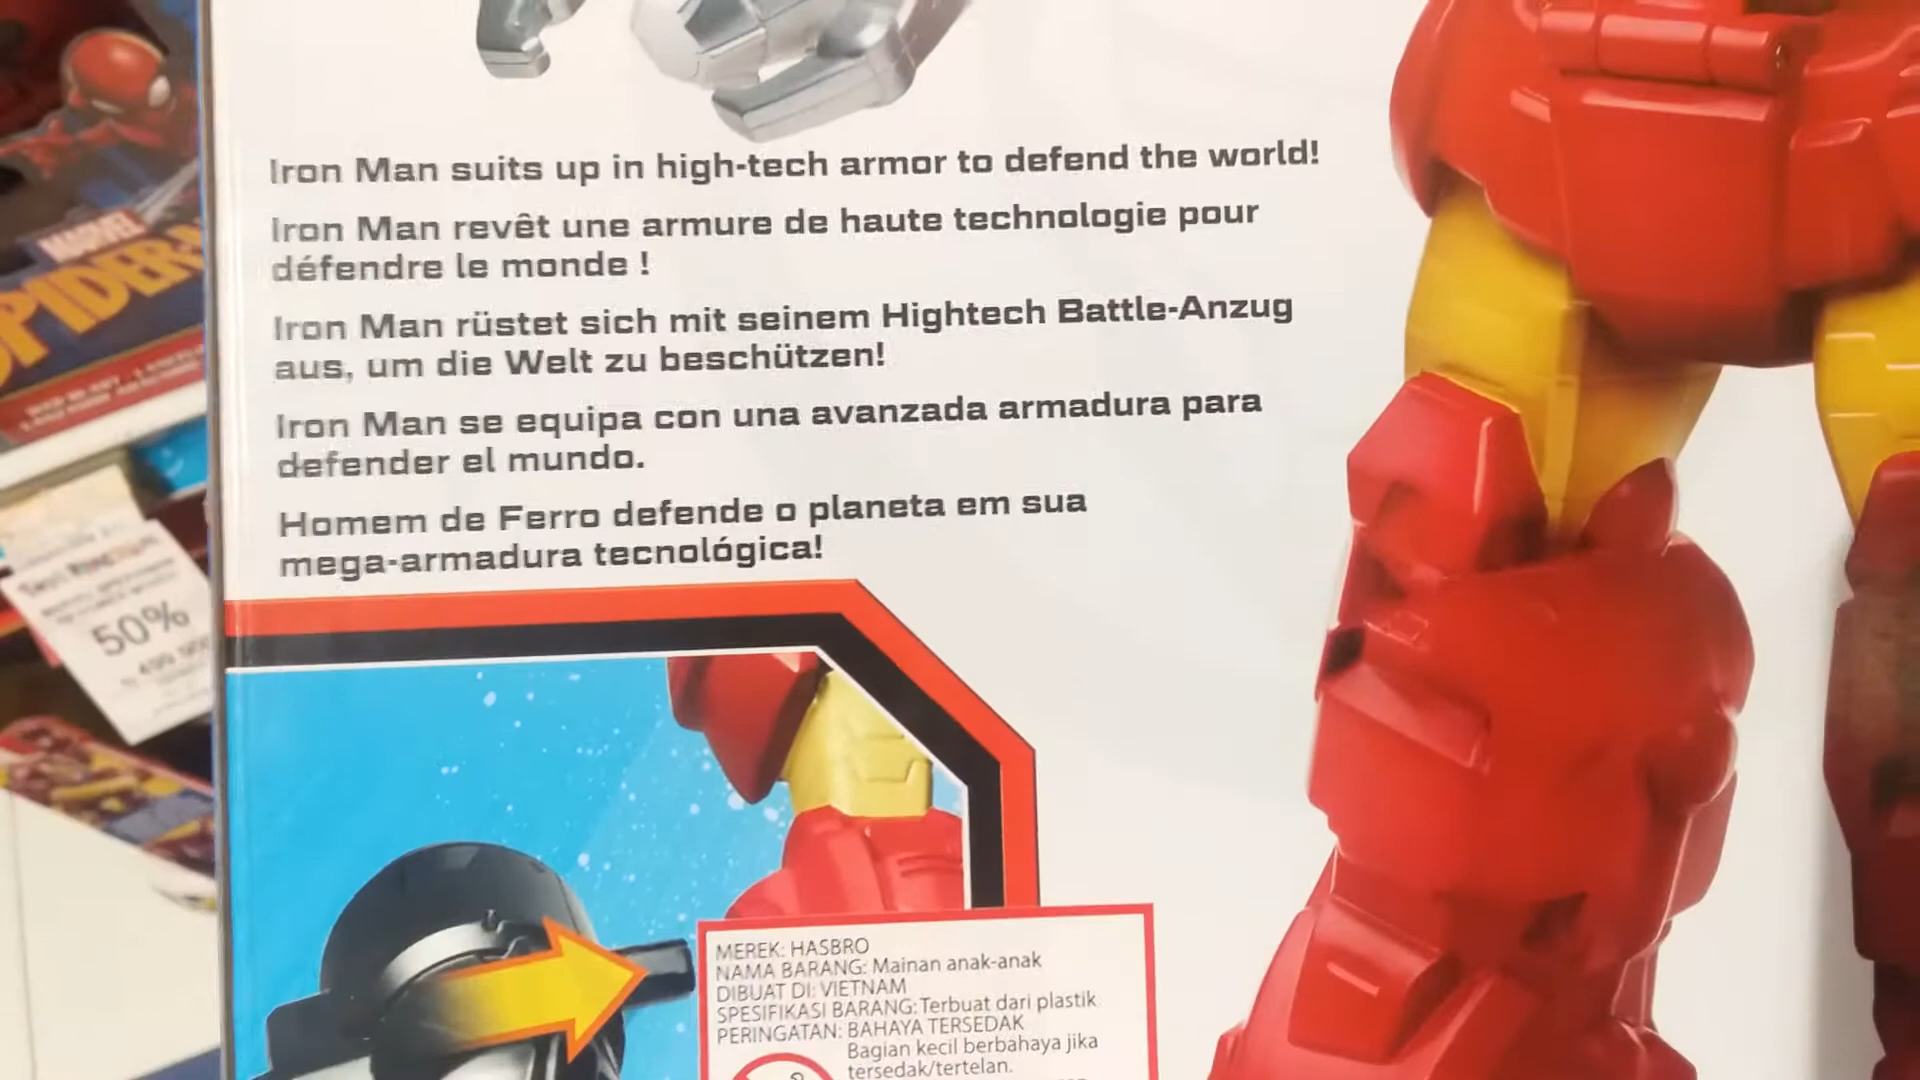 Iron Man suits up in high-tech armor to defend the world!
Iron Man revêt une armure de haute technologie pour
défendre le monde !
Iron Man rüstet sich mit seinem Hightech Battle-Anzug
aus, um die Welt zu beschützen!
Iron Man se equipa con una avanzada armadura para
defender el mundo.
Homem de Ferro defende o planeta em sua
mega-armadura tecnológica!
MARVEL
SPIDER
50%
MEREK: HASBRO
NAMA BARANG: Mainan anak-anak
DIBUAT DI: VIETNAM
SPESIFIKASI BARANG: Terbuat dari plastik
PERINGATAN: BAHAYA TERSEDAK
Bagian kecil berbahaya jika
tersedak/tertelan.